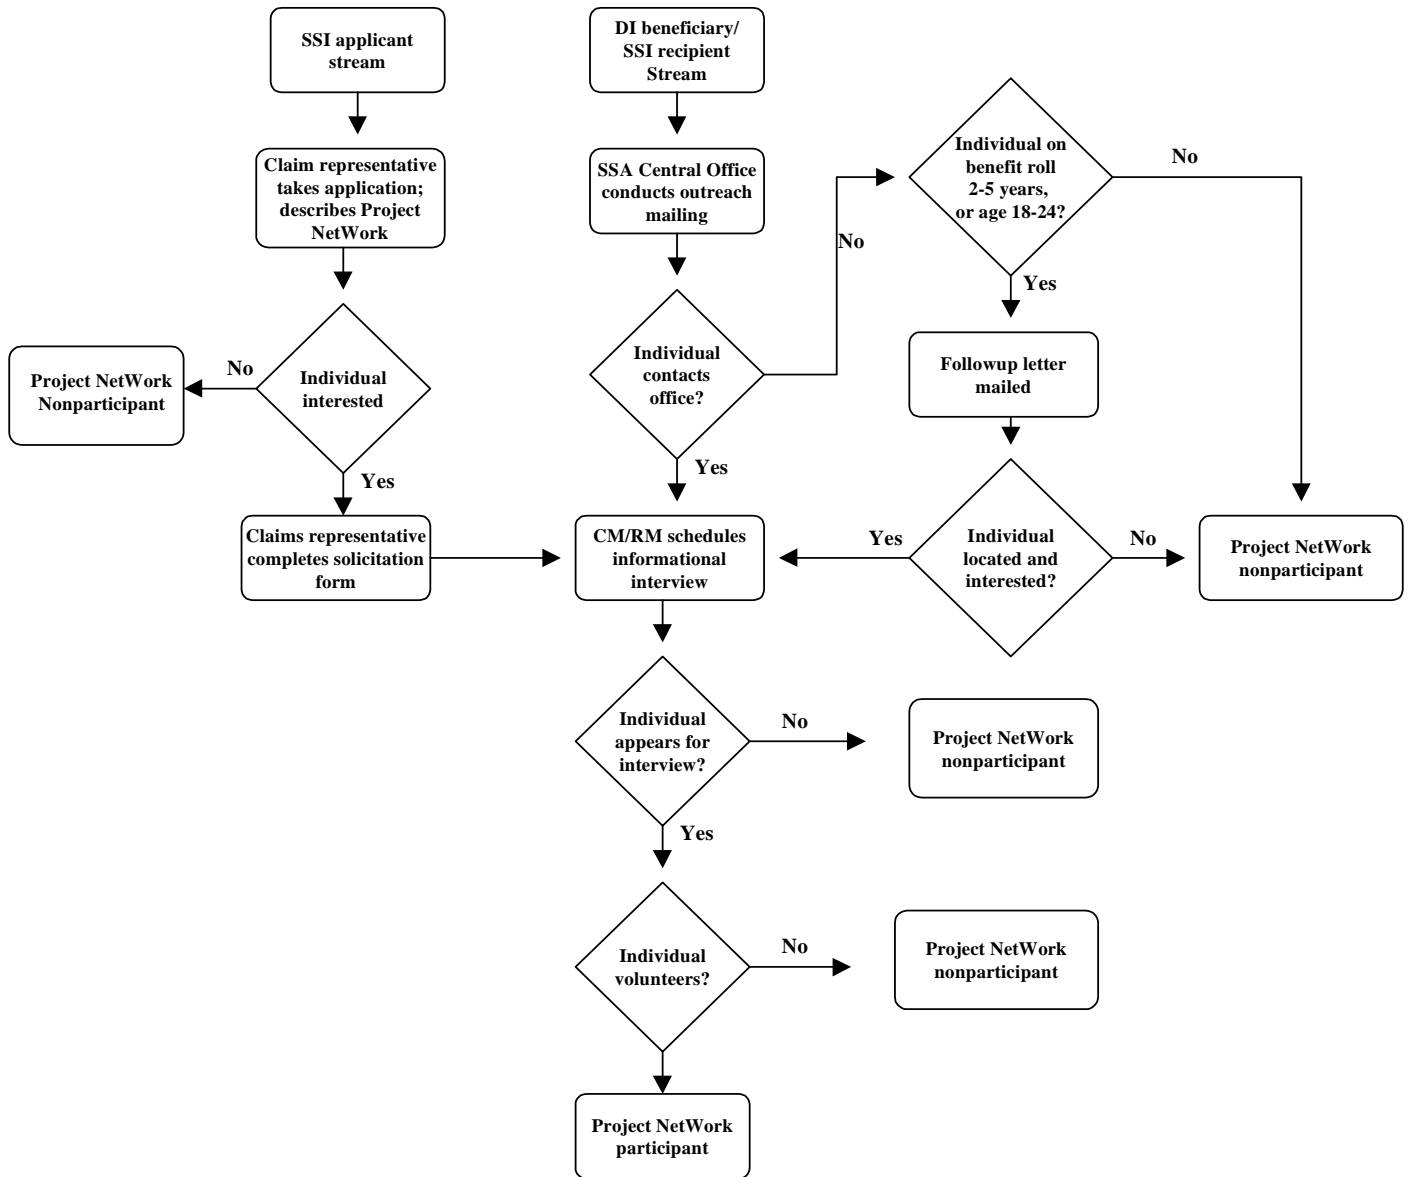 SSI applicant
stream
DI beneficiary/
SSI recipient
Stream
Claim representative
takes application;
describes Project
NetWork
SSA Central Office
conducts outreach
mailing
Individual on
benefit roll
2-5 years,
or age 18-24?
No
No
Yes
Individual
interested
No
Project NetWork
Nonparticipant
Yes
Individual
contacts
office?
Yes
Followup letter
mailed
Claims representative
completes solicitation
form
CM/RM schedules
informational
interview
Yes
Individual
located and
interested?
No
Project NetWork
nonparticipant
Individual
appears for
interview?
No
Project NetWork
nonparticipant
Yes
Individual
volunteers?
No
Project NetWork
nonparticipant
Project NetWork
participant